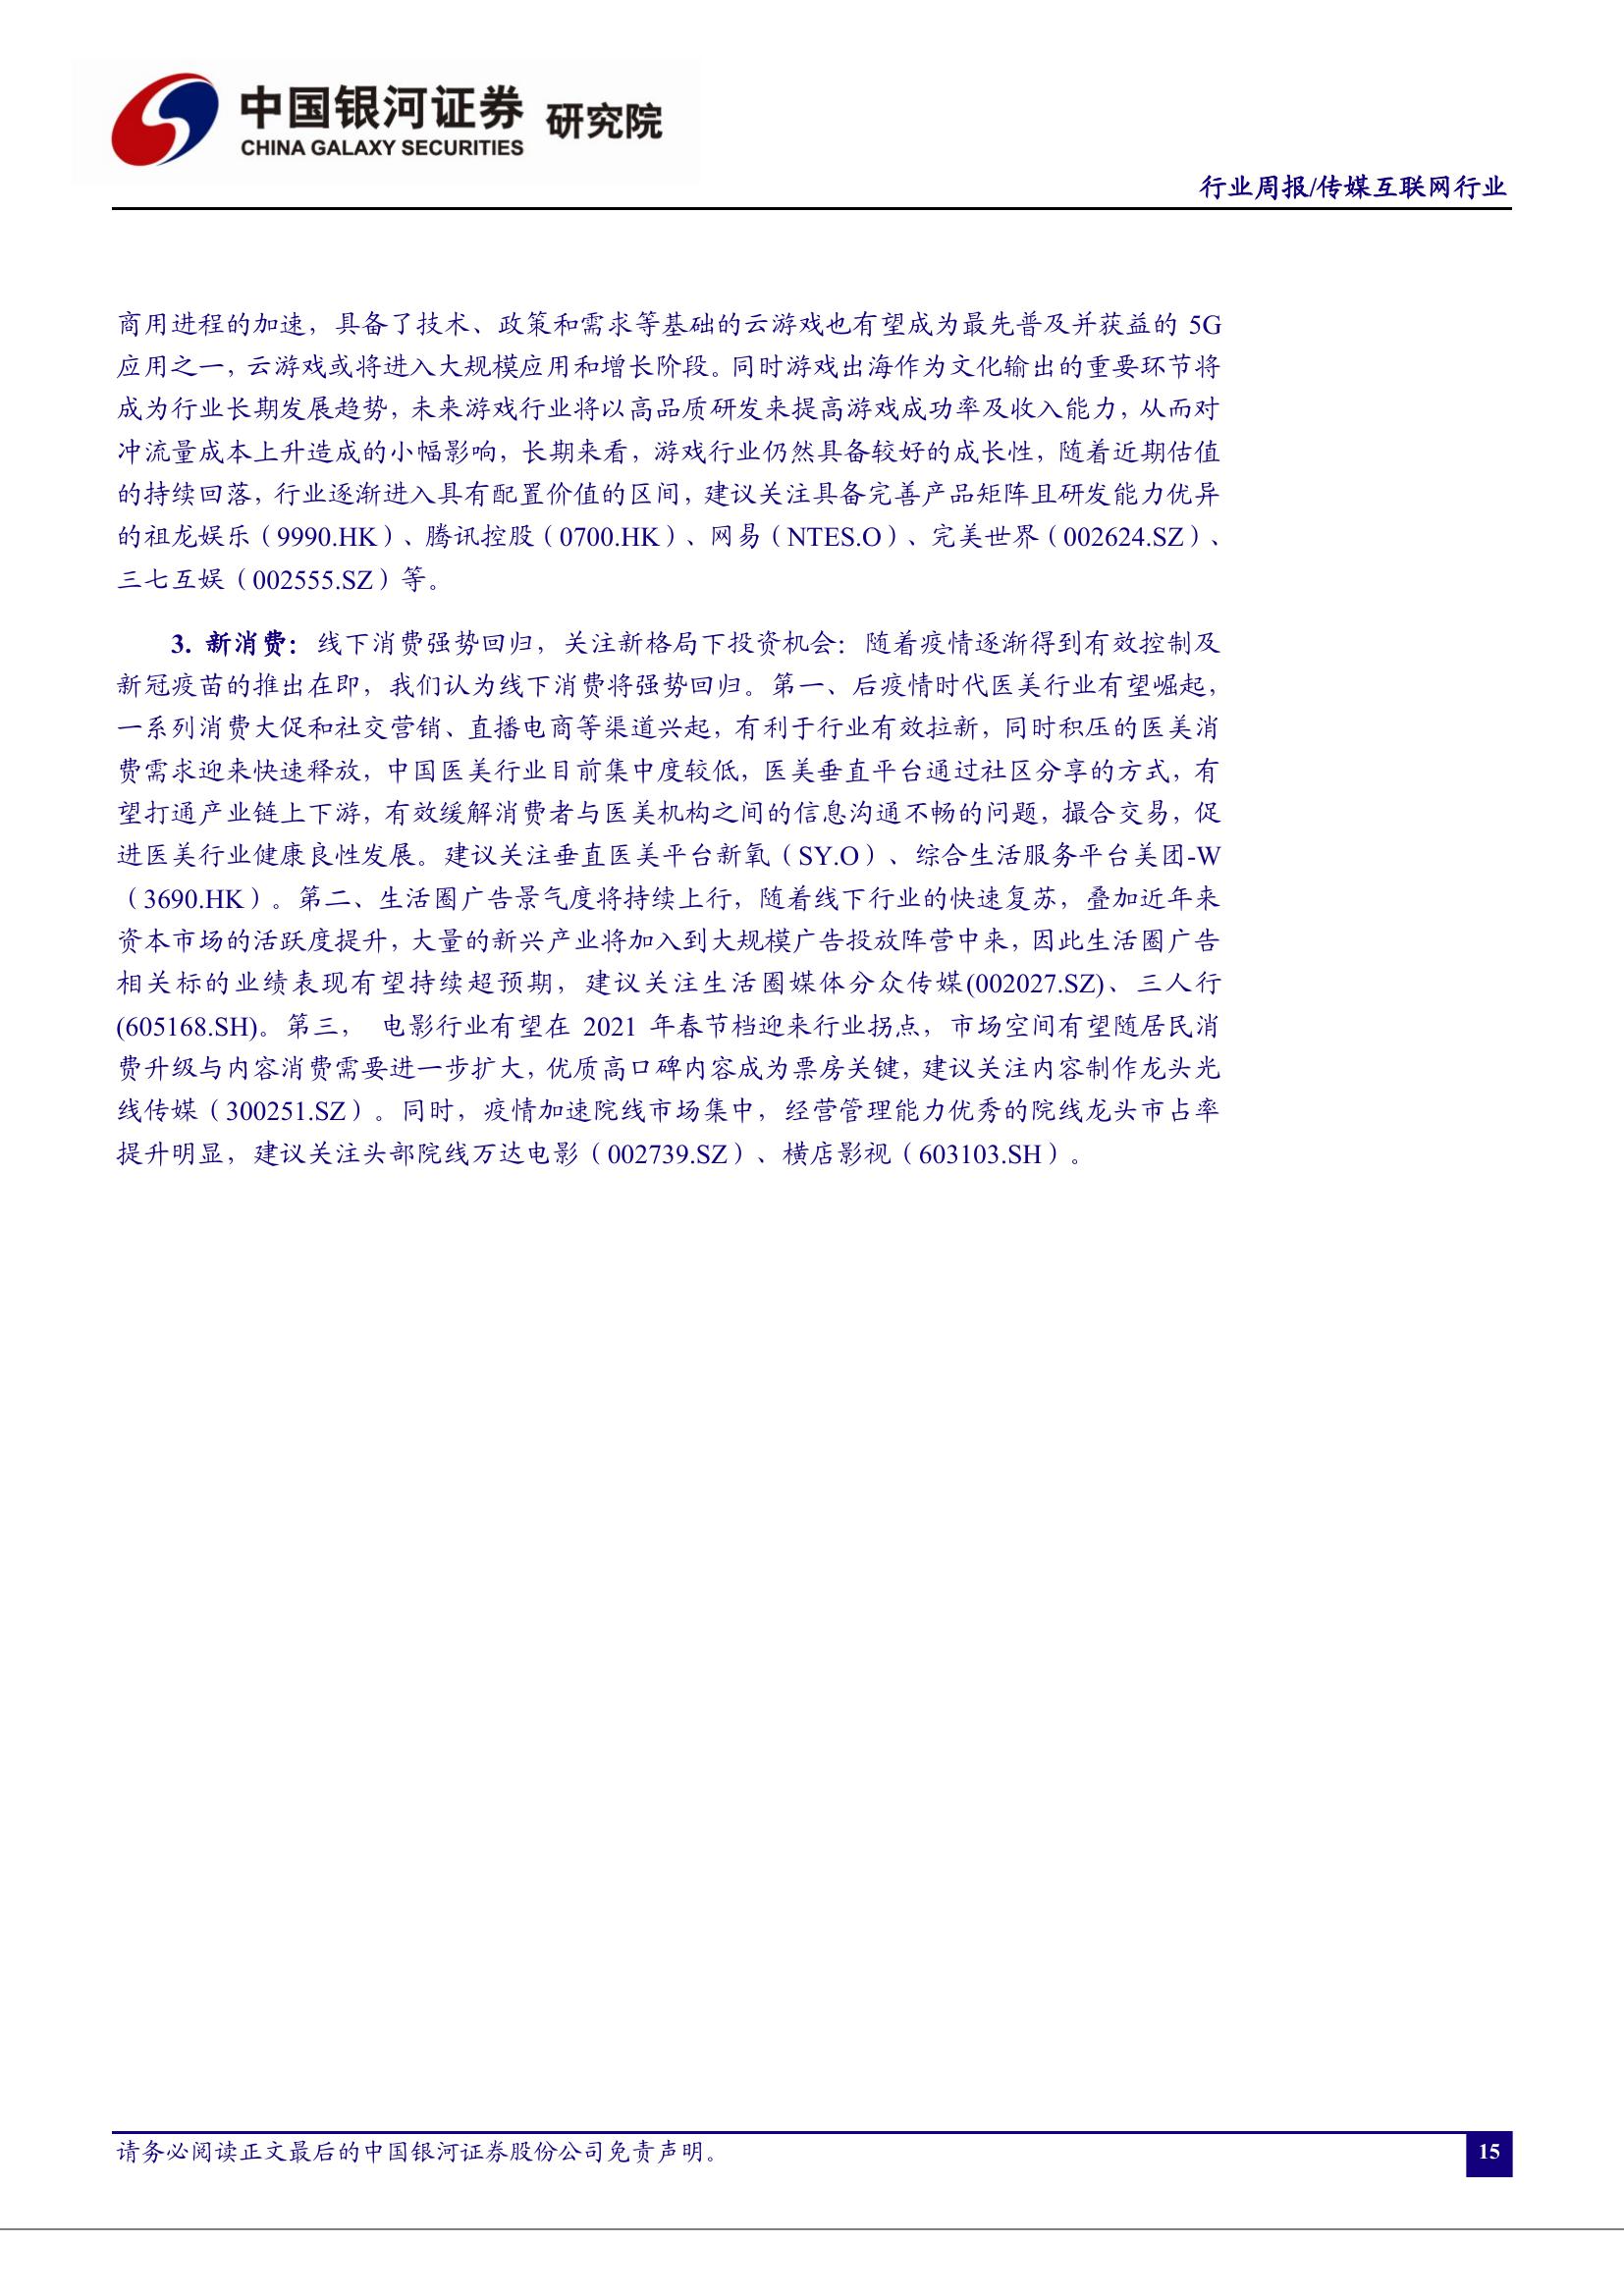 中国银河证券 研究院
CHINA GALAXY SECURITIES
行业周报/传媒互联网行业
商用进程的加速，具备了技术、政策和需求等基础的云游戏也有望成为最先普及并获益的 5G
应用之一，云游戏或将进入大规模应用和增长阶段。同时游戏出海作为文化输出的重要环节将
成为行业长期发展趋势，未来游戏行业将以高品质研发来提高游戏成功率及收入能力，从而对
冲流量成本上升造成的小幅影响，长期来看，游戏行业仍然具备较好的成长性，随着近期估值
的持续回落，行业逐渐进入具有配置价值的区间，建议关注具备完善产品矩阵且研发能力优异
的祖龙娱乐（9990.HK）、腾讯控股（0700.HK）、网易（NTES.O）、完美世界（002624.SZ）、
三七互娱（002555.SZ）等。
3. 新消费：线下消费强势回归，关注新格局下投资机会：随着疫情逐渐得到有效控制及
新冠疫苗的推出在即，我们认为线下消费将强势回归。第一、后疫情时代医美行业有望崛起，
一系列消费大促和社交营销、直播电商等渠道兴起，有利于行业有效拉新，同时积压的医美消
费需求迎来快速释放，中国医美行业目前集中度较低，医美垂直平台通过社区分享的方式，有
望打通产业链上下游，有效缓解消费者与医美机构之间的信息沟通不畅的问题，撮合交易，促
进医美行业健康良性发展。建议关注垂直医美平台新氧（SY.O）、综合生活服务平台美团-W
（3690.HK）。第二、生活圈广告景气度将持续上行，随着线下行业的快速复苏，叠加近年来
资本市场的活跃度提升，大量的新兴产业将加入到大规模广告投放阵营中来，因此生活圈广告
相关标的业绩表现有望持续超预期，建议关注生活圈媒体分众传媒(002027.SZ)、三人行
(605168.SH)。第三， 电影行业有望在 2021 年春节档迎来行业拐点，市场空间有望随居民消
费升级与内容消费需要进一步扩大，优质高口碑内容成为票房关键，建议关注内容制作龙头光
线传媒（300251.SZ）。同时，疫情加速院线市场集中，经营管理能力优秀的院线龙头市占率
提升明显，建议关注头部院线万达电影（002739.SZ）、横店影视（603103.SH）。
请务必阅读正文最后的中国银河证券股份公司免责声明。
15